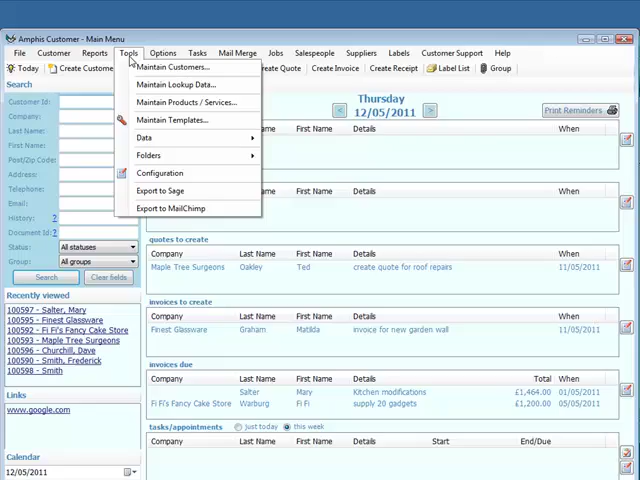 Amphis Customer - Main Menu
File Customer Reports Tools Options Tasks Mail Merge Jobs Salespeople Suppliers Labels Customer Support Help
Today Create Custome Create Quote Create Invoice Create Receipt Label List Group
Maintain Customers...
Maintain Lookup Data...
Maintain Products / Services...
Maintain Templates...
Data
Folders
Configuration
Export to Sage
Export to MailChimp
Search
Customer Id:
Company:
Last Name:
First Name:
Post/Zip Code:
Address:
Telephone:
Email:
History: ?
Document Id: ?
Status: All statuses
Group: All groups
Search Clear fields
Recently viewed
100597 - Salter, Mary
100595 - Finest Glassware
100592 - Fi Fi's Fancy Cake Store
100593 - Maple Tree Surgeons
100596 - Churchill, Dave
100590 - Smith, Frederick
100598 - Smith
Links
www.google.com
Calendar
12/05/2011
Thursday
< 12/05/2011 >
Print Reminders
First Name Details When
First Name Details When
quotes to create
Company Last Name First Name Details When
Maple Tree Surgeons Oakley Ted create quote for roof repairs 11/05/2011
invoices to create
Company Last Name First Name Details When
Finest Glassware Graham Matilda invoice for new garden wall 11/05/2011
invoices due
Company Last Name First Name Details Total When
Salter Mary Kitchen modifications £1,464.00 01/05/2011
Fi Fi's Fancy Cake Store Warburg Fi Fi supply 20 gadgets £1,200.00 05/05/2011
tasks/appointments just today this week
Company Last Name First Name Details Start End/Due